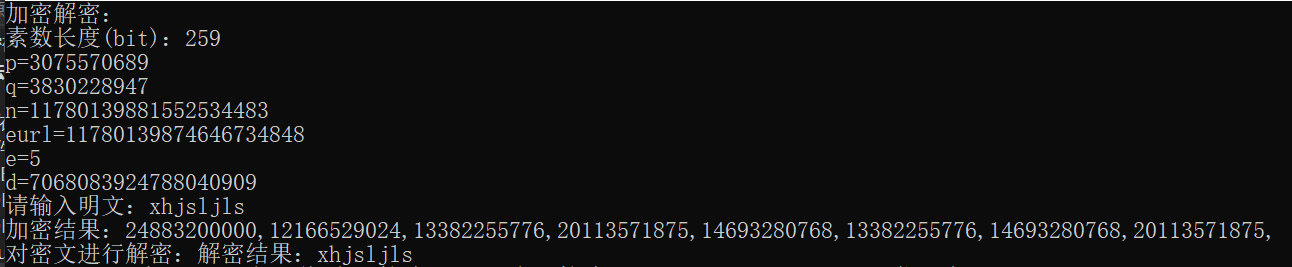 加密解密：
素数长度(bit)：259
p=3075570689
q=3830228947
n=11780139881552534483
eurl=11780139874646734848
e=5
d=7068083924788040909
请输入明文：xhjsljls
加密结果：24883200000,12166529024,13382255776,20113571875,14693280768,13382255776,14693280768,20113571875,
对密文进行解密：解密结果：xhjsljls